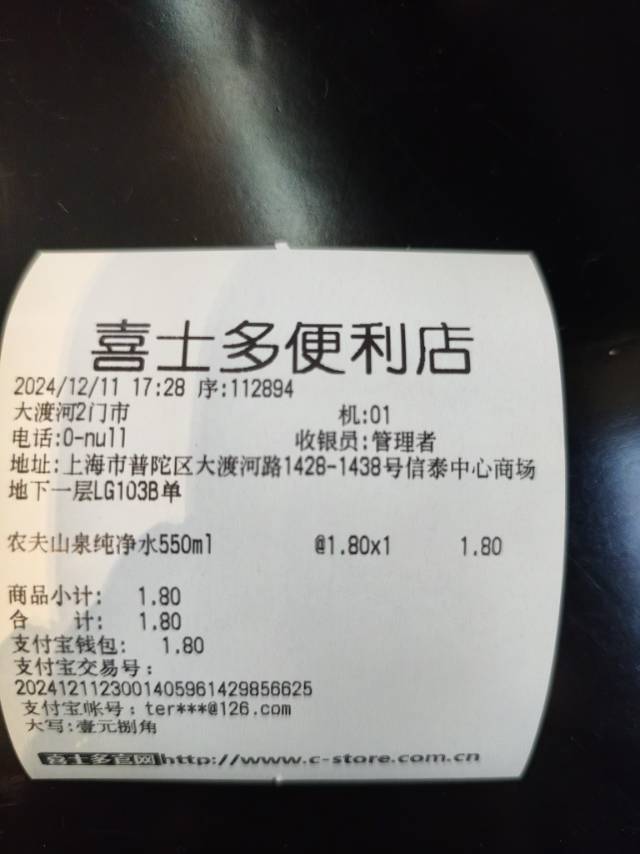 喜士多便利店
2024/12/11 17:28 序:112894
大渡河2门市 机:01
电话:0-null 收银员:管理者
地址:上海市普陀区大渡河路1428-1438号信泰中心商场
地下一层LG103B单
农夫山泉纯净水550ml @1.80x1 1.80
商品小计: 1.80
合 计: 1.80
支付宝钱包: 1.80
支付宝交易号:
2024121123001405961429856625
支付宝帐号:ter***@126.com
大写:壹元捌角
喜士多官网http://www.c-store.com.cn